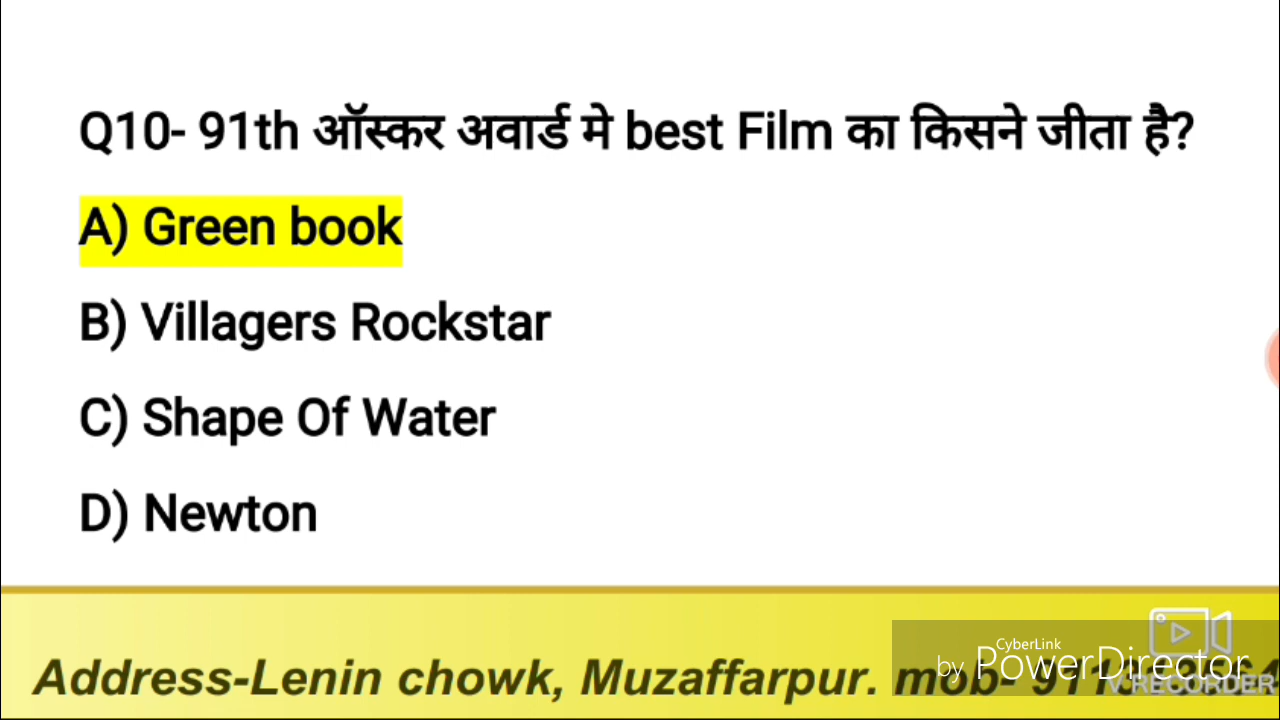 Q10- 91th ऑस्कर अवार्ड मे best Film का किसने जीता है?
A) Green book
B) Villagers Rockstar
C) Shape Of Water
D) Newton
CyberLink
by PowerDirector
Address-Lenin chowk, Muzaffarpur. mob-
V RECORDER